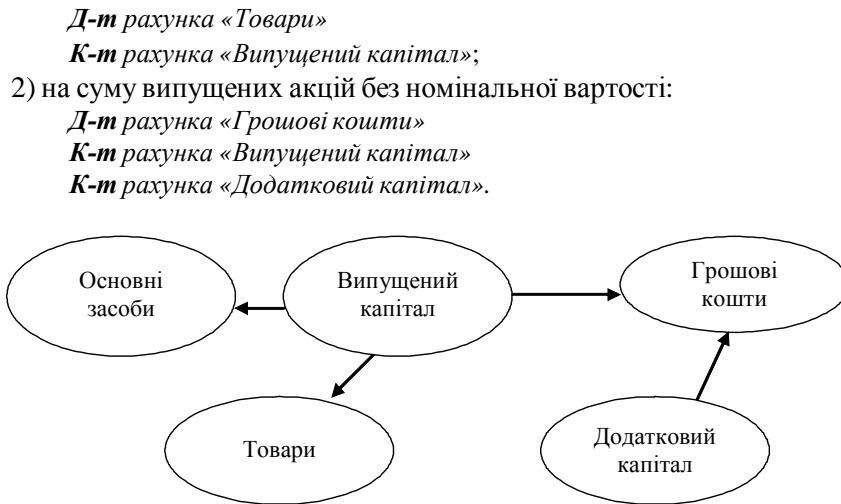 Д-т рахунка «Товари»
К-т рахунка «Випущений капітал»;
2) на суму випущених акцій без номінальної вартості:
Д-т рахунка «Грошові кошти»
К-т рахунка «Випущений капітал»
К-т рахунка «Додатковий капітал».
Основні
засоби
Випущений
капітал
Грошові
кошти
Товари
Додатковий
капітал